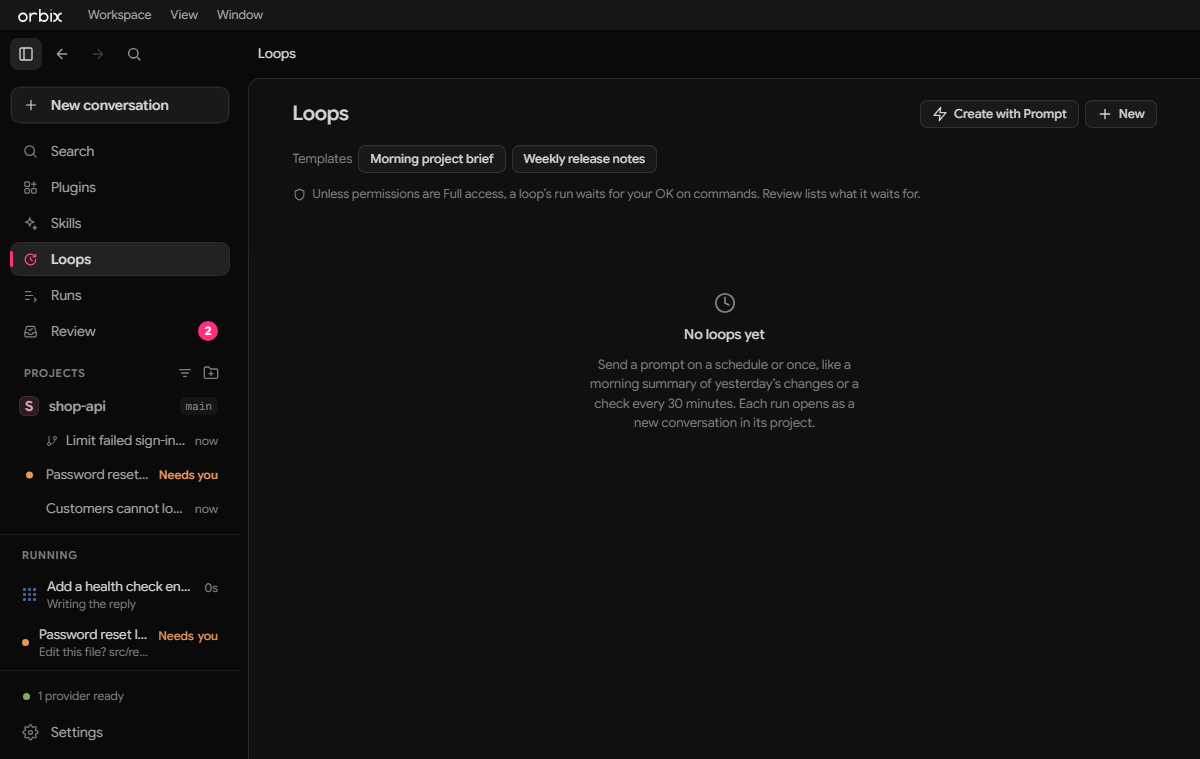 orbix Workspace View Window
Loops
New conversation
Search
Plugins
Skills
Loops
Runs
Review 2
PROJECTS
S shop-api main
Limit failed sign-in... now
Password reset... Needs you
Customers cannot lo... now
RUNNING
Add a health check en... 0s
Writing the reply
Password reset l... Needs you
Edit this file? src/re...
1 provider ready
Settings
Loops
Create with Prompt New
Templates Morning project brief Weekly release notes
Unless permissions are Full access, a loop's run waits for your OK on commands. Review lists what it waits for.
No loops yet
Send a prompt on a schedule or once, like a
morning summary of yesterday's changes or a
check every 30 minutes. Each run opens as a
new conversation in its project.